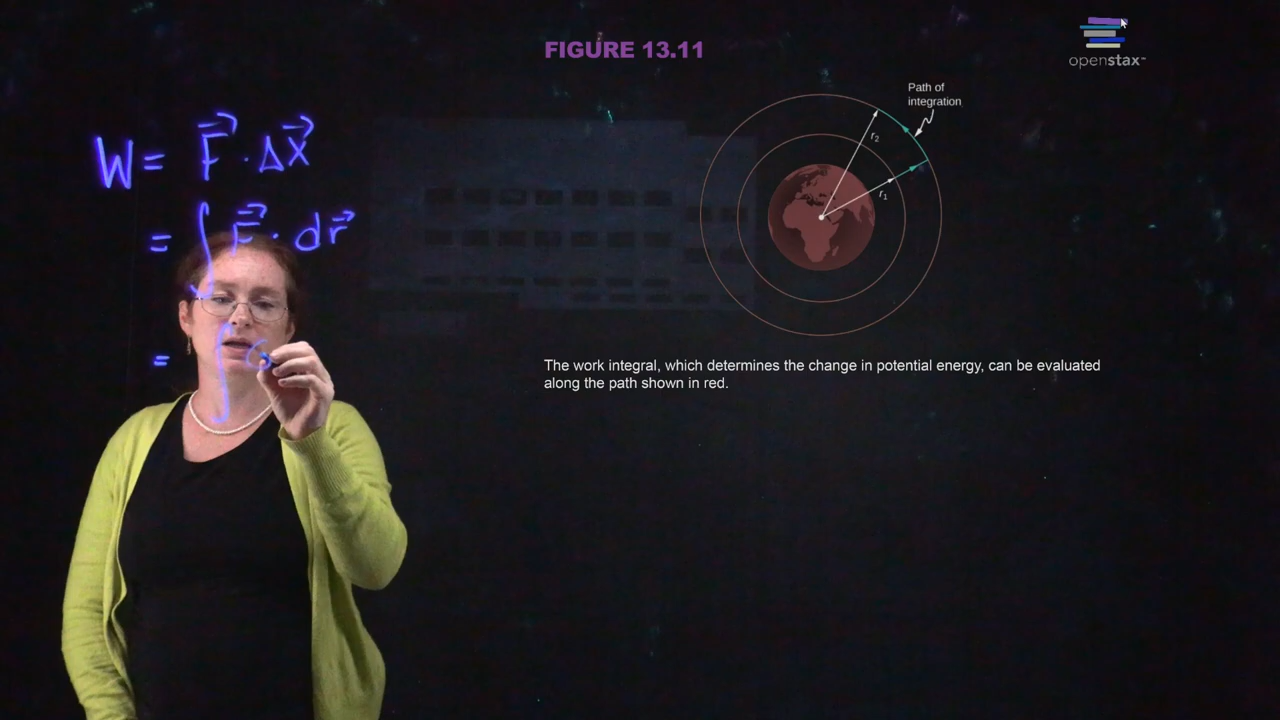 FIGURE 13.11
openstax™
Path of
integration
r₂
r₁
W = F⃗ · Δx⃗
= ∫ F⃗ · dr⃗
= ∫ G
The work integral, which determines the change in potential energy, can be evaluated
along the path shown in red.